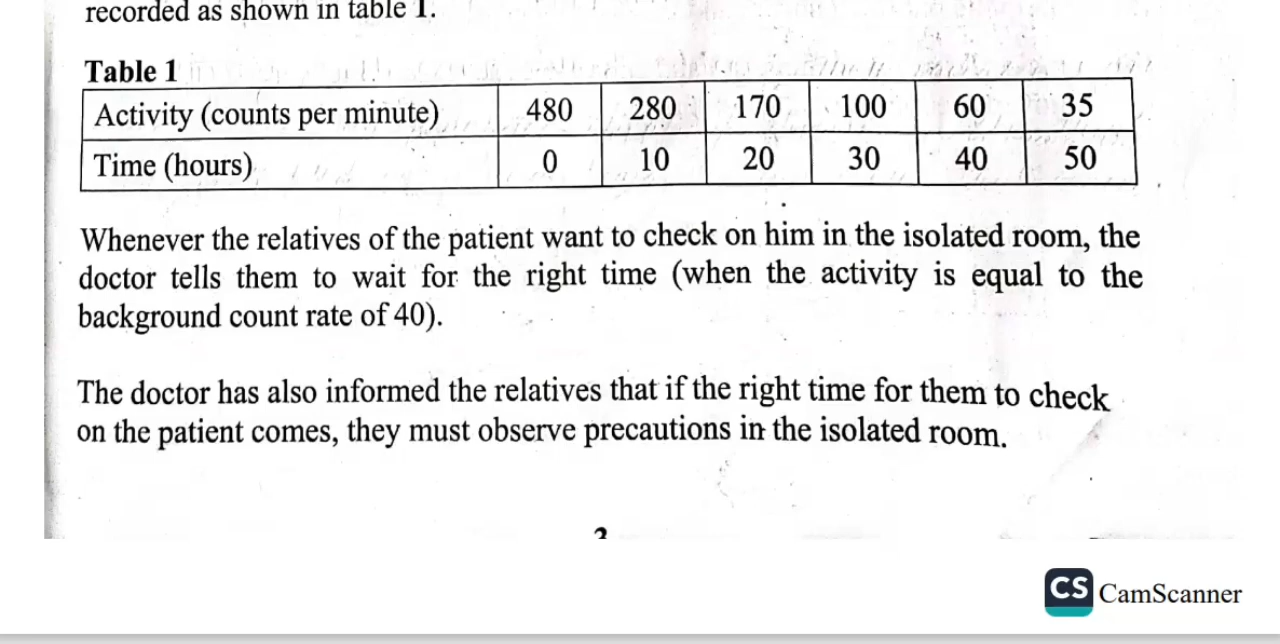 recorded as shown in table 1.
Table 1
Activity (counts per minute) 480 280 170 100 60 35
Time (hours) 0 10 20 30 40 50
Whenever the relatives of the patient want to check on him in the isolated room, the
doctor tells them to wait for the right time (when the activity is equal to the
background count rate of 40).
The doctor has also informed the relatives that if the right time for them to check
on the patient comes, they must observe precautions in the isolated room.
CS CamScanner